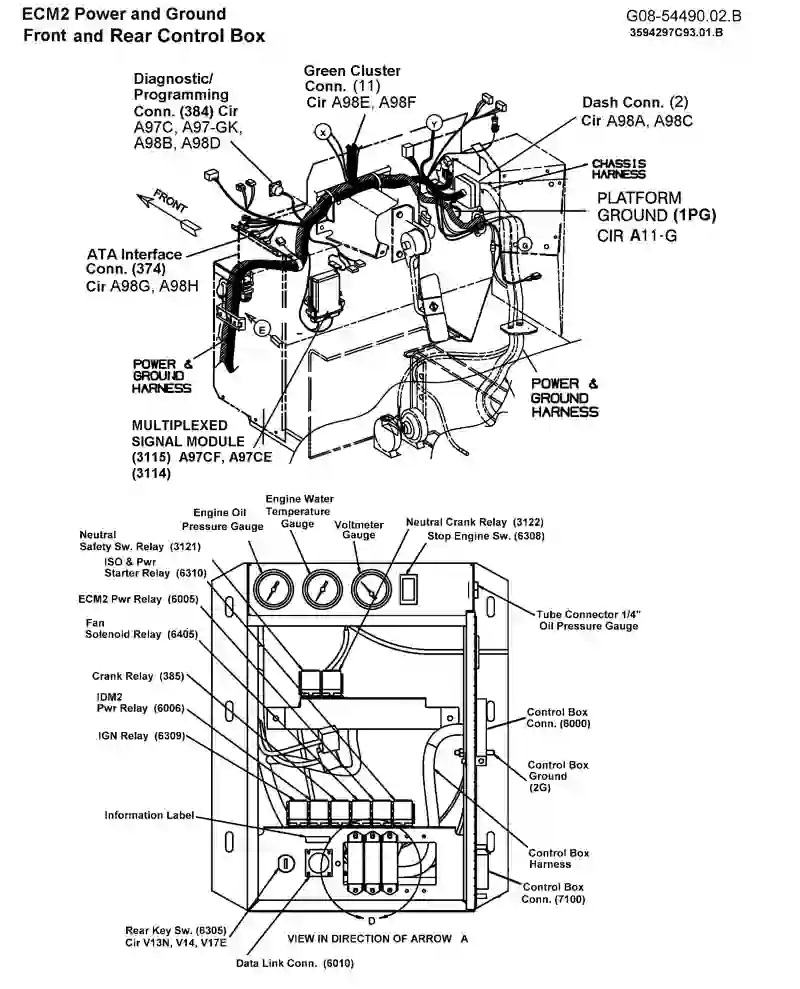 ECM2 Power and Ground
Front and Rear Control Box
G08-54490.02.B
3594297C93.01.B
Diagnostic/
Programming
Conn. (384) Cir
A97C, A97-GK,
A98B, A98D
Green Cluster
Conn. (11)
Cir A98E, A98F
Dash Conn. (2)
Cir A98A, A98C
X
Y
CHASSIS
HARNESS
PLATFORM
GROUND (1PG)
CIR A11-G
FRONT
G
ATA Interface
Conn. (374)
Cir A98G, A98H
E
POWER &
GROUND
HARNESS
POWER &
GROUND
HARNESS
MULTIPLEXED
SIGNAL MODULE
(3115) A97CF, A97CE
(3114)
Engine Oil
Pressure Gauge
Engine Water
Temperature
Gauge
Voltmeter
Gauge
Neutral Crank Relay (3122)
Stop Engine Sw. (6308)
Neutral
Safety Sw. Relay (3121)
ISO & Pwr
Starter Relay (6310)
ECM2 Pwr Relay (6005)
Fan
Solenoid Relay (6405)
Crank Relay (385)
IDM2
Pwr Relay (6006)
IGN Relay (6309)
Information Label
Tube Connector 1/4"
Oil Pressure Gauge
Control Box
Conn. (6000)
Control Box
Ground
(2G)
Control Box
Harness
Control Box
Conn. (7100)
D
Rear Key Sw. (6305)
Cir V13N, V14, V17E
VIEW IN DIRECTION OF ARROW A
Data Link Conn. (6010)